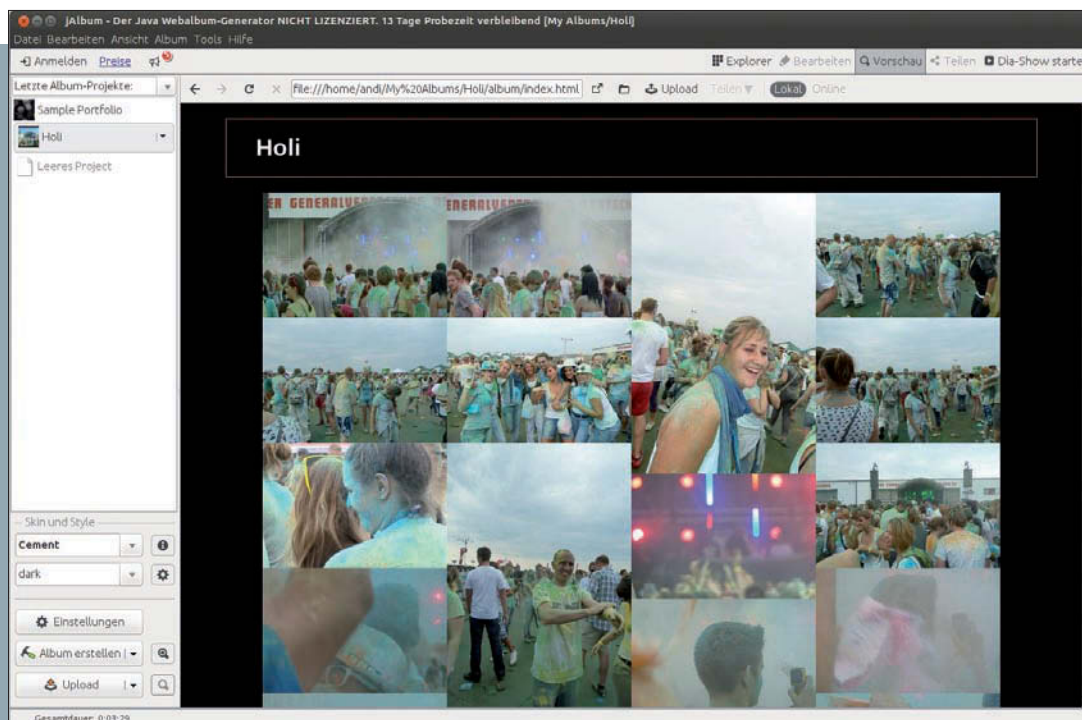 jAlbum - Der Java Webalbum-Generator NICHT LIZENZIERT. 13 Tage Probezeit verbleibend [My Albums/Holi]
Datei Bearbeiten Ansicht Album Tools Hilfe
Anmelden Preise Explorer Bearbeiten Vorschau Teilen Dia-Show starte
Letzte Album-Projekte: file:///home/andi/My%20Albums/Holi/album/index.html Upload Teilen Lokal Online
Sample Portfolio
Holi
Leeres Project
Holi
ER GENERALVER
ENERALV
Skin und Style
Cement
dark
Einstellungen
Album erstellen
Upload
Gesamtdauer: 0:03:29